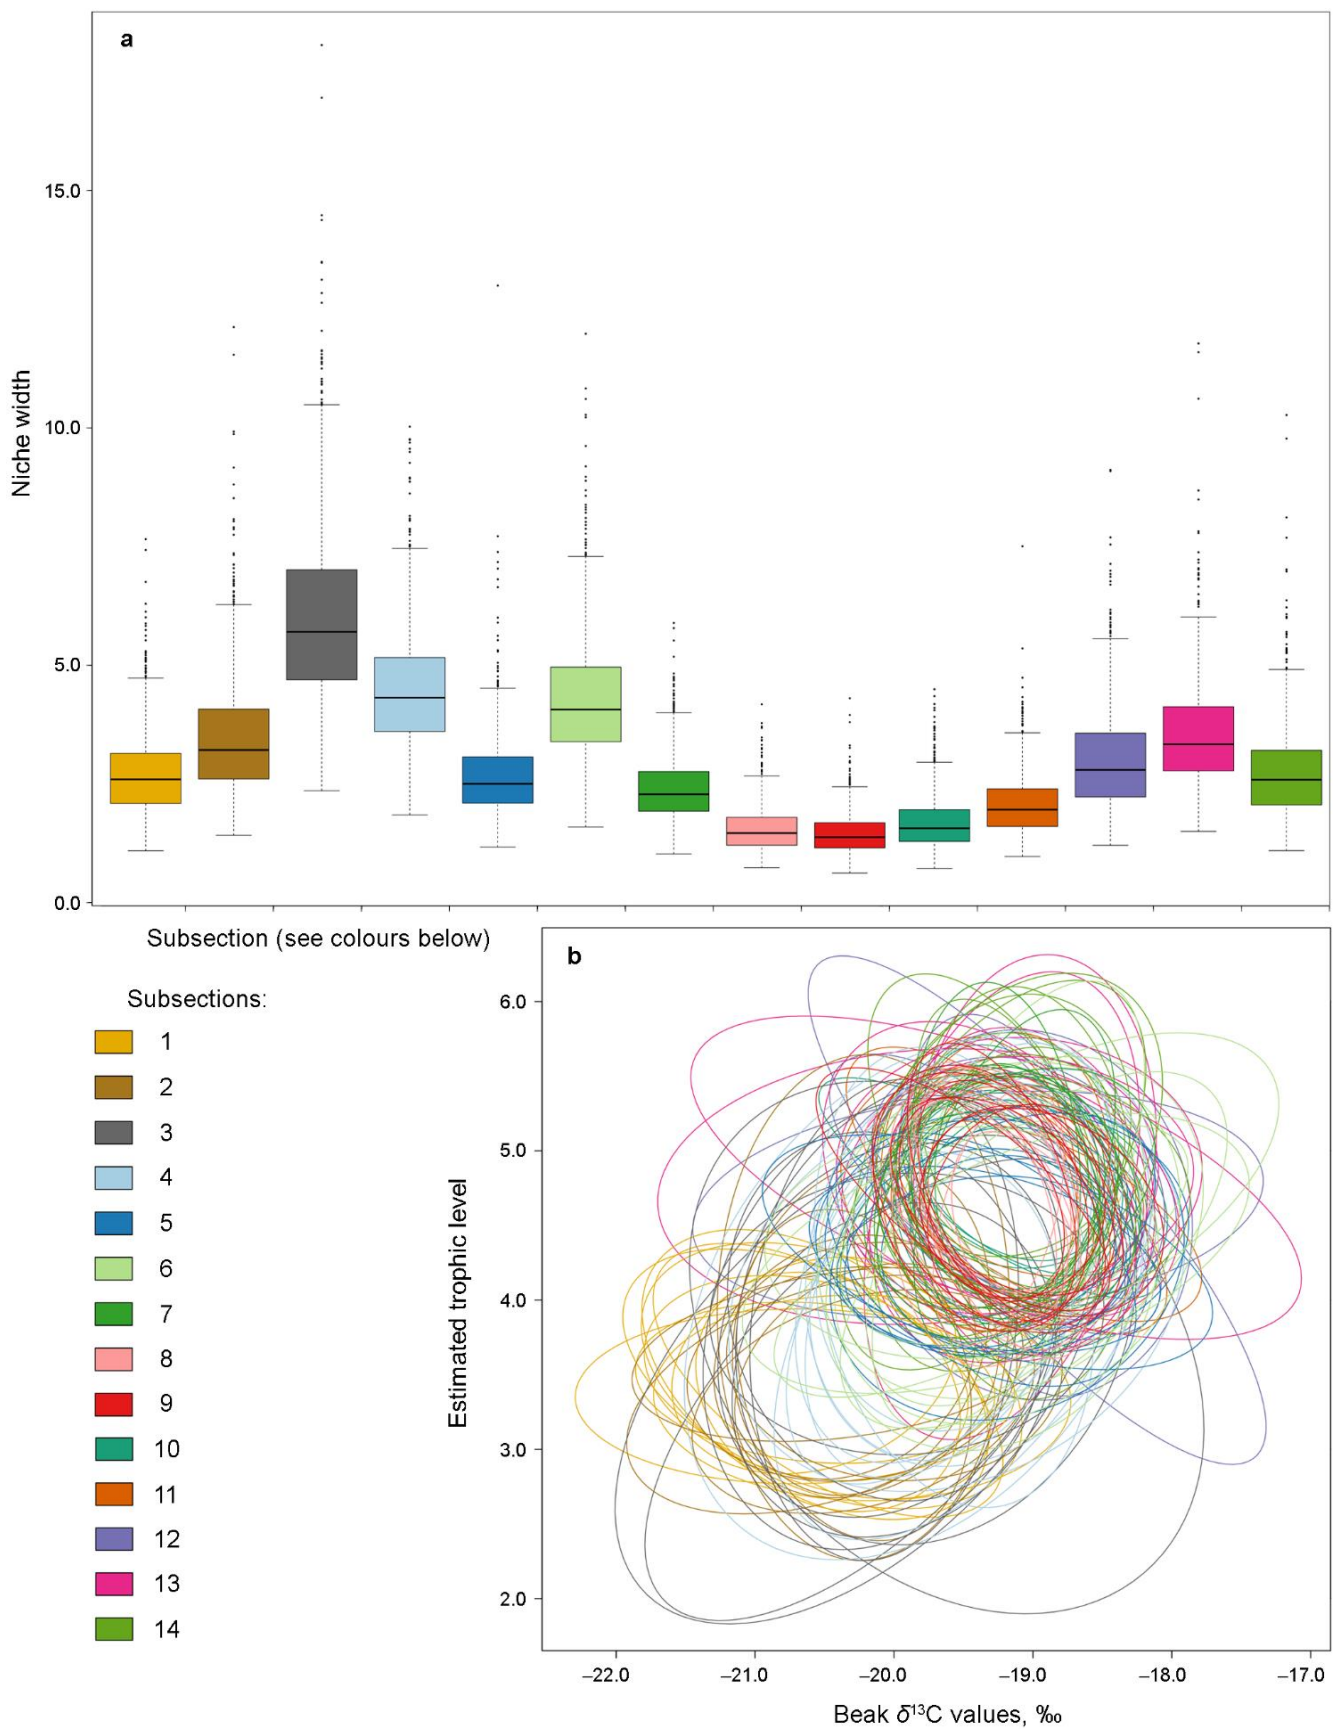 a
15.0
10.0
5.0
0.0
Niche width
Subsection (see colours below)
Subsections:
1
2
3
4
5
6
7
8
9
10
11
12
13
14
b
6.0
5.0
4.0
3.0
2.0
Estimated trophic level
–22.0 –21.0 –20.0 –19.0 –18.0 –17.0
Beak δ¹³C values, ‰